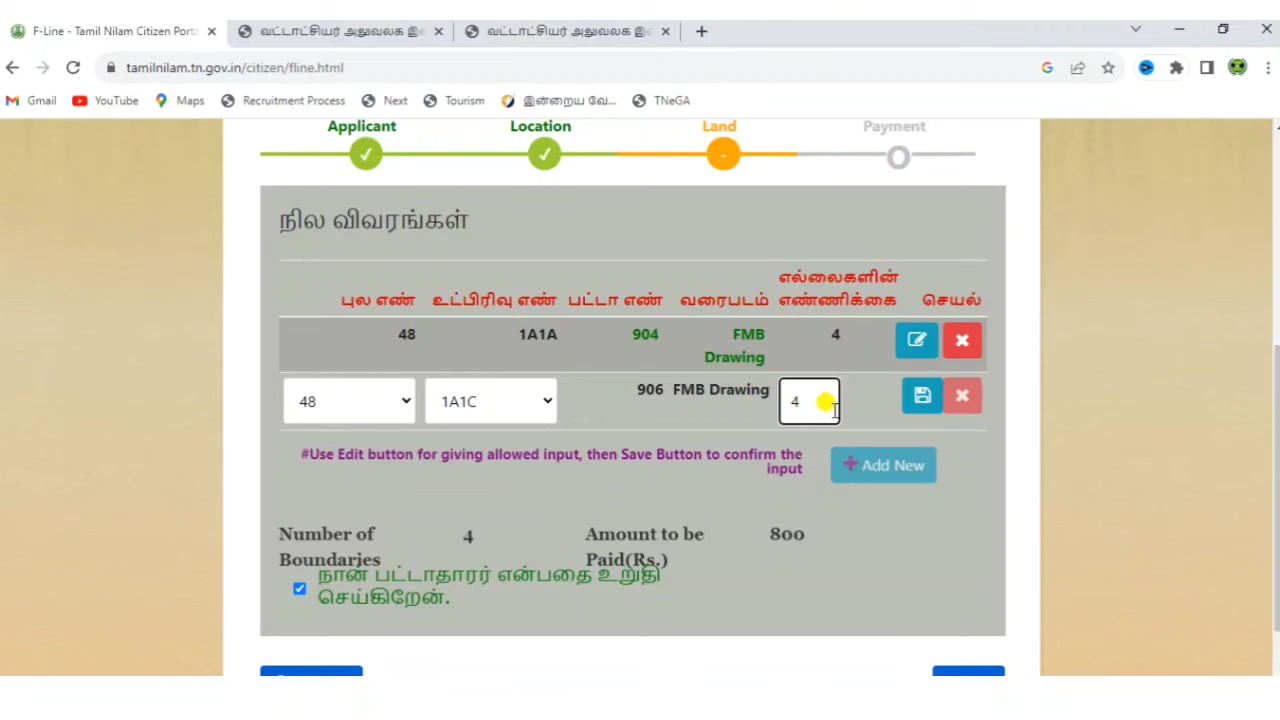 F-Line - Tamil Nilam Citizen Porta
வட்டாட்சியர் அலுவலக இ
வட்டாட்சியர் அலுவலக இ
tamilnilam.tn.gov.in/citizen/fline.html
Gmail YouTube Maps Recruitment Process Next Tourism இன்றைய வே... TNeGA
Applicant Location Land Payment
நில விவரங்கள்
புல எண் உட்பிரிவு எண் பட்டா எண் வரைபடம் எல்லைகளின் எண்ணிக்கை செயல்
48 1A1A 904 FMB Drawing 4
48 1A1C 906 FMB Drawing 4
#Use Edit button for giving allowed input, then Save Button to confirm the
input
Add New
Number of Boundaries 4 Amount to be Paid(Rs.) 800
நான் பட்டாதாரர் என்பதை உறுதி
செய்கிறேன்.